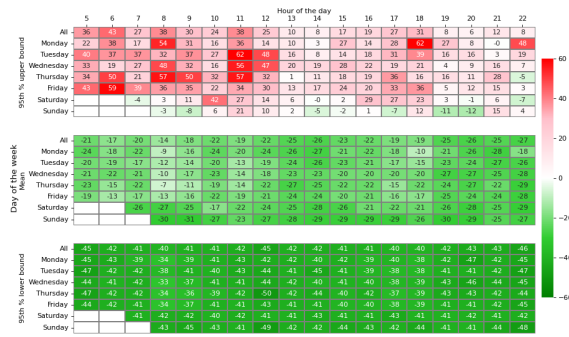 Hour of the day
5 6 7 8 9 10 11 12 13 14 15 16 17 18 19 20 21 22
All 36 43 27 38 30 24 38 25 10 8 17 19 27 31 8 6 12 8
Monday 22 38 17 54 31 16 36 14 10 3 27 14 28 62 27 8 -0 48
Tuesday 40 37 37 32 37 27 62 48 16 8 14 18 31 19 16 3 19 15
Wednesday 33 19 27 48 32 16 56 47 20 19 28 22 19 21 4 9 16 7
Thursday 34 50 21 57 50 32 57 32 1 11 18 18 36 16 16 11 28 -5
Friday 43 59 39 36 35 22 34 30 13 17 24 20 33 36 5 12 15 3
Saturday -4 3 10 42 27 14 6 -0 2 29 27 23 3 -1 6 -7
Sunday -3 -8 6 21 10 2 -5 -2 1 -7 12 -11 -12 15 4
95th % upper bound
All -21 -17 -20 -14 -18 -22 -19 -22 -25 -26 -23 -22 -19 -19 -25 -26 -25 -27
Monday -24 -18 -22 -9 -16 -24 -20 -24 -26 -27 -21 -22 -18 -10 -21 -26 -28 -18
Tuesday -20 -19 -17 -12 -16 -20 -13 -19 -24 -26 -23 -21 -15 -19 -24 -28 -24 -26
Wednesday -21 -22 -21 -10 -17 -23 -14 -18 -23 -23 -20 -20 -20 -20 -27 -27 -25 -28
Thursday -23 -15 -22 -7 -11 -19 -14 -22 -27 -25 -22 -22 -15 -22 -24 -27 -22 -29
Friday -19 -13 -17 -13 -16 -22 -20 -20 -24 -24 -20 -21 -16 -17 -25 -24 -24 -28
Saturday -26 -27 -25 -17 -22 -24 -25 -28 -26 -21 -22 -21 -26 -28 -25 -29
Sunday -30 -31 -27 -23 -27 -28 -29 -29 -26 -29 -26 -30 -29 -25 -27
Mean
Day of the week
All -45 -42 -41 -40 -40 -41 -42 -45 -42 -42 -41 -41 -40 -40 -42 -43 -43 -46
Monday -45 -43 -39 -34 -39 -41 -43 -41 -42 -42 -40 -41 -41 -39 -38 -42 -47 -45
Tuesday -47 -42 -42 -38 -41 -40 -43 -44 -41 -45 -41 -39 -38 -38 -41 -41 -42 -47
Wednesday -44 -41 -42 -33 -37 -41 -41 -44 -42 -40 -41 -41 -38 -39 -43 -46 -44 -45
Thursday -47 -42 -42 -34 -36 -39 -42 -50 -42 -44 -40 -42 -37 -39 -43 -43 -42 -44
Friday -44 -42 -41 -34 -37 -41 -41 -43 -41 -41 -40 -40 -38 -39 -41 -41 -42 -45
Saturday -41 -42 -42 -40 -41 -41 -42 -42 -41 -42 -41 -41 -41 -42 -42 -42
Sunday -43 -45 -43 -41 -49 -42 -44 -43 -42 -44 -41 -42 -41 -44 -48
95th % lower bound
60
40
20
0
−20
−40
−60